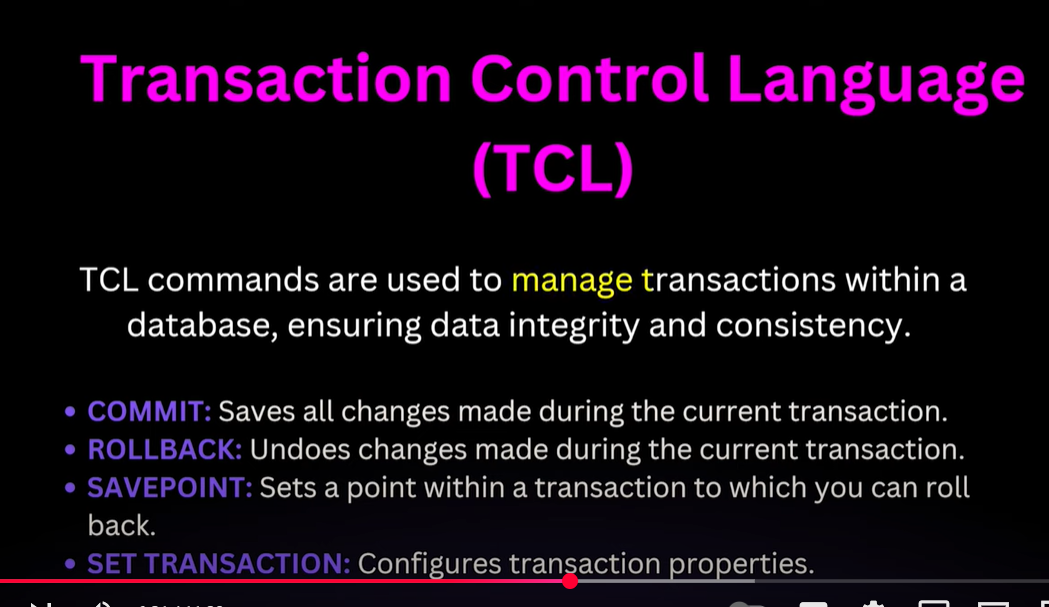 Transaction Control Language
(TCL)
TCL commands are used to manage transactions within a
database, ensuring data integrity and consistency.
• COMMIT: Saves all changes made during the current transaction.
• ROLLBACK: Undoes changes made during the current transaction.
• SAVEPOINT: Sets a point within a transaction to which you can roll
back.
• SET TRANSACTION: Configures transaction properties.